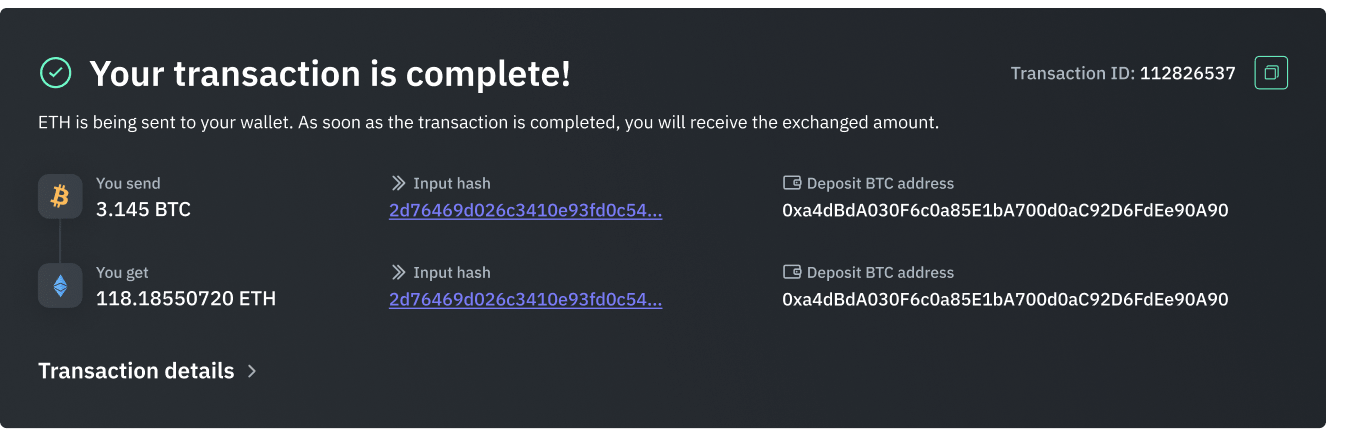 Your transaction is complete!
Transaction ID: 112826537
ETH is being sent to your wallet. As soon as the transaction is completed, you will receive the exchanged amount.
You send
3.145 BTC
Input hash
2d76469d026c3410e93fd0c54...
Deposit BTC address
0xa4dBdA030F6c0a85E1bA700d0aC92D6FdEe90A90
You get
118.18550720 ETH
Input hash
2d76469d026c3410e93fd0c54...
Deposit BTC address
0xa4dBdA030F6c0a85E1bA700d0aC92D6FdEe90A90
Transaction details